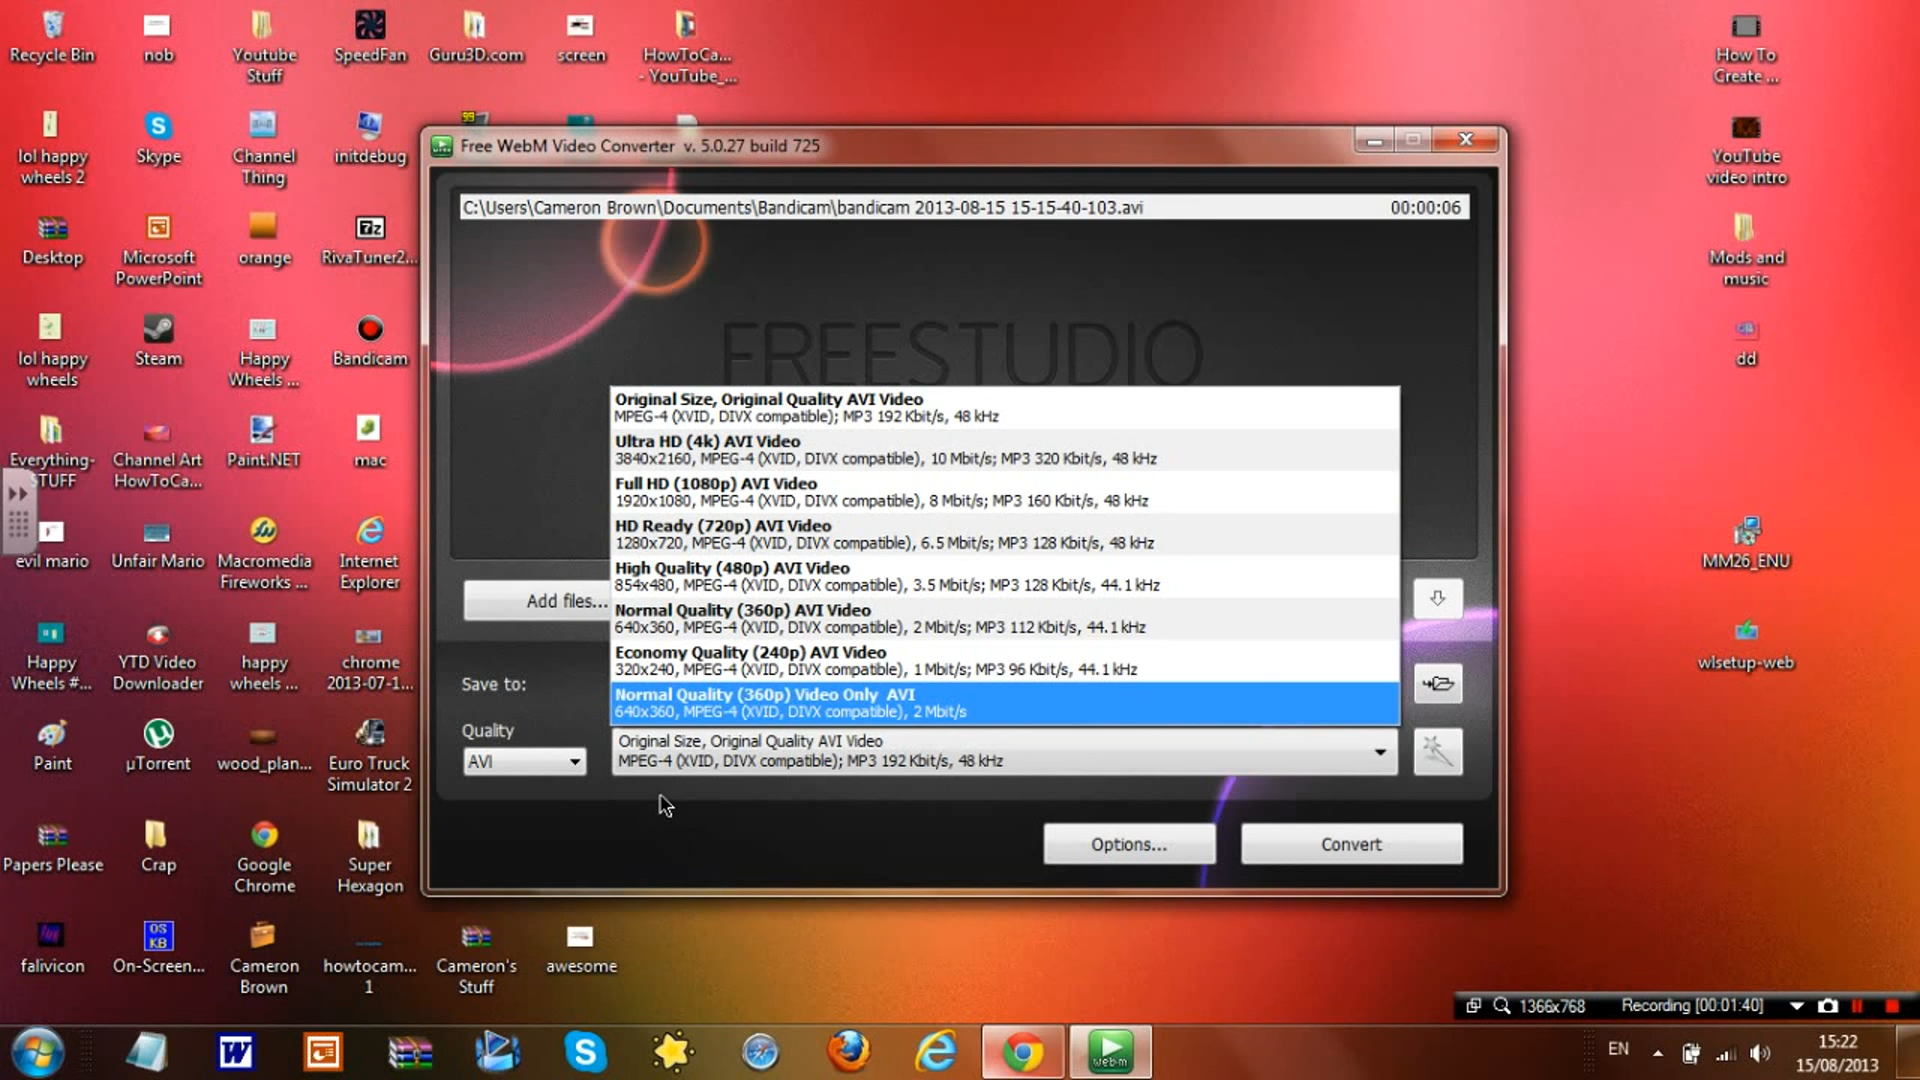 Recycle Bin
nob
Youtube
Stuff
SpeedFan
Guru3D.com
screen
HowToCa...
- YouTube_...
How To
Create ...
lol happy
wheels 2
Skype
Channel
Thing
initdebug
99
YouTube
video intro
Desktop
Microsoft
PowerPoint
orange
7z
RivaTuner2...
Mods and
music
lol happy
wheels
Steam
Happy
Wheels ...
Bandicam
dd
Everything-
STUFF
Channel Art
HowToCa...
Paint.NET
mac
evil mario
Unfair Mario
Macromedia
Fireworks ...
Internet
Explorer
MM26_ENU
Happy
Wheels #...
YTD Video
Downloader
happy
wheels ...
chrome
2013-07-1...
wlsetup-web
Paint
µTorrent
wood_plan...
Euro Truck
Simulator 2
Papers Please
Crap
Google
Chrome
Super
Hexagon
falivicon
OS
KB
On-Screen...
Cameron
Brown
howtocam...
1
Cameron's
Stuff
awesome
Free WebM Video Converter v. 5.0.27 build 725
C:\Users\Cameron Brown\Documents\Bandicam\bandicam 2013-08-15 15-15-40-103.avi 00:00:06
FREESTUDIO
Original Size, Original Quality AVI Video
MPEG-4 (XVID, DIVX compatible); MP3 192 Kbit/s, 48 kHz
Ultra HD (4k) AVI Video
3840x2160, MPEG-4 (XVID, DIVX compatible), 10 Mbit/s; MP3 320 Kbit/s, 48 kHz
Full HD (1080p) AVI Video
1920x1080, MPEG-4 (XVID, DIVX compatible), 8 Mbit/s; MP3 160 Kbit/s, 48 kHz
HD Ready (720p) AVI Video
1280x720, MPEG-4 (XVID, DIVX compatible), 6.5 Mbit/s; MP3 128 Kbit/s, 48 kHz
High Quality (480p) AVI Video
854x480, MPEG-4 (XVID, DIVX compatible), 3.5 Mbit/s; MP3 128 Kbit/s, 44.1 kHz
Add files...
Normal Quality (360p) AVI Video
640x360, MPEG-4 (XVID, DIVX compatible), 2 Mbit/s; MP3 112 Kbit/s, 44.1 kHz
Economy Quality (240p) AVI Video
320x240, MPEG-4 (XVID, DIVX compatible), 1 Mbit/s; MP3 96 Kbit/s, 44.1 kHz
Save to:
Normal Quality (360p) Video Only AVI
640x360, MPEG-4 (XVID, DIVX compatible), 2 Mbit/s
Quality
AVI
Original Size, Original Quality AVI Video
MPEG-4 (XVID, DIVX compatible); MP3 192 Kbit/s, 48 kHz
Options...
Convert
1366x768 Recording [00:01:40]
W
S
webm
EN
15:22
15/08/2013